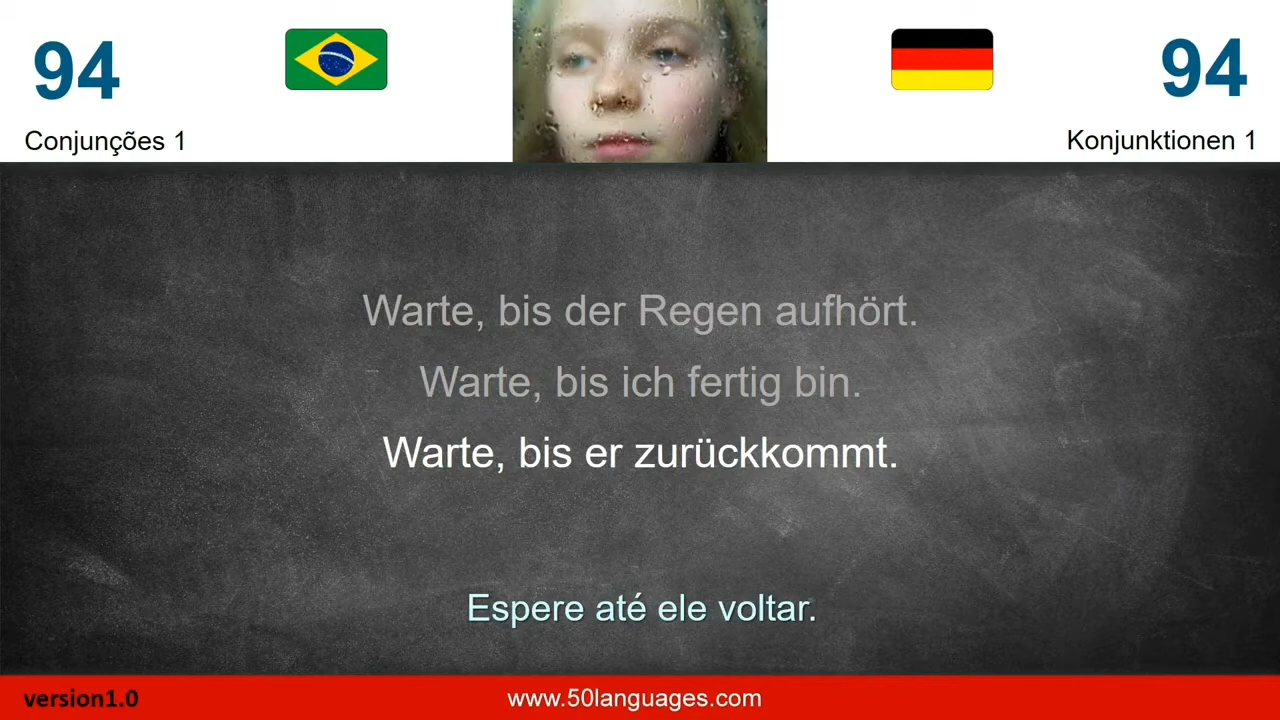 94
94
Conjunções 1
Konjunktionen 1
Warte, bis der Regen aufhört.
Warte, bis ich fertig bin.
Warte, bis er zurückkommt.
Espere até ele voltar.
version1.0
www.50languages.com